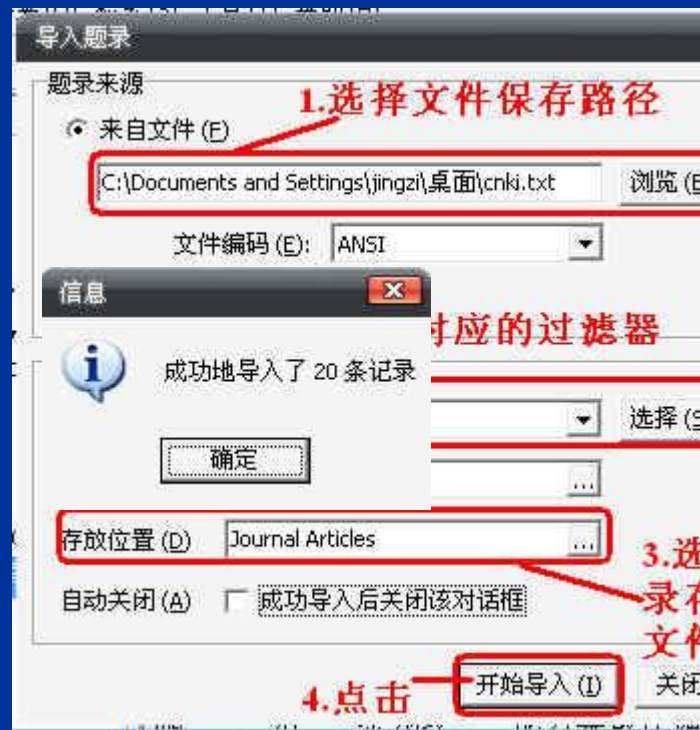 导入题录
题录来源
1.选择文件保存路径
来自文件(F)
C:\Documents and Settings\jingzi\桌面\cnki.txt
浏览(
文件编码(E): ANSI
信息
对应的过滤器
成功地导入了 20 条记录
选择(
确定
存放位置(D) Journal Articles
...
3.选
自动关闭(A) 成功导入后关闭该对话框
录存
文件
4.点击
开始导入(I)
关闭